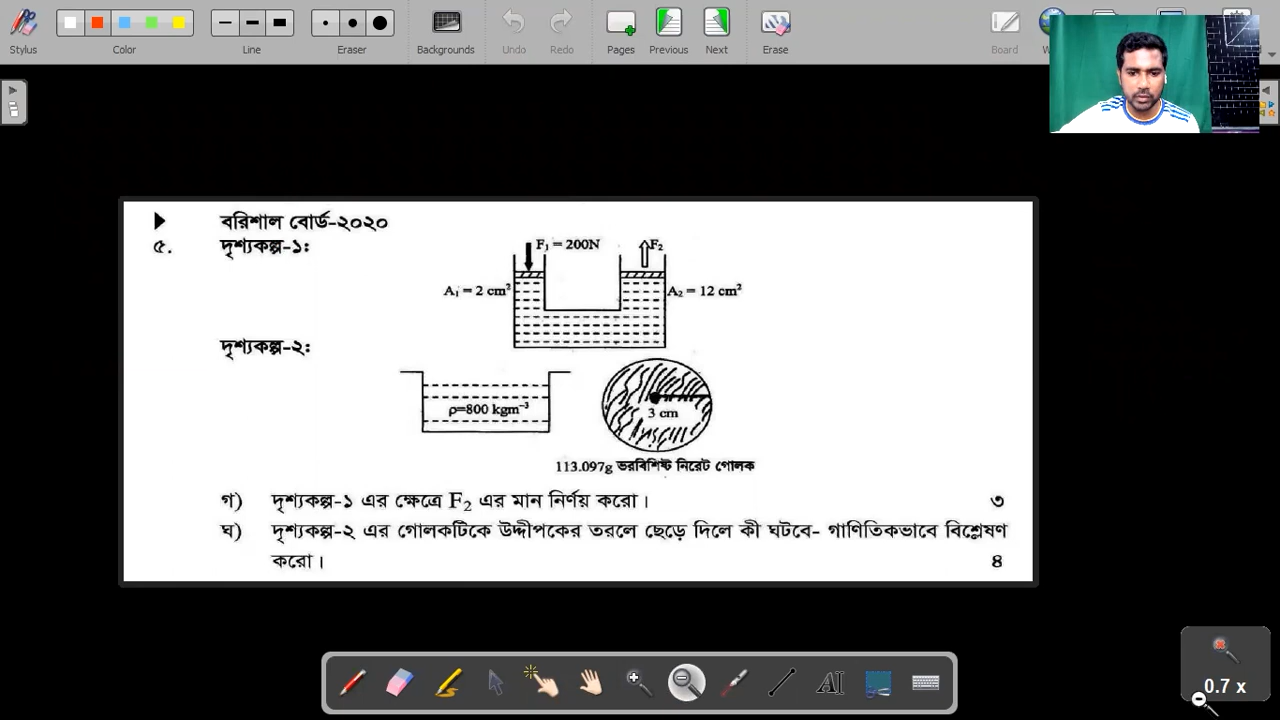 Stylus Color Line Eraser Backgrounds Undo Redo Pages Previous Next Erase Board
▶ বরিশাল বোর্ড-২০২০
৫. দৃশ্যকল্প-১:
F₁ = 200N F₂
A₁ = 2 cm² A₂ = 12 cm²
দৃশ্যকল্প-২:
ρ=800 kgm⁻³ 3 cm
113.097g ভরবিশিষ্ট নিরেট গোলক
গ) দৃশ্যকল্প-১ এর ক্ষেত্রে F₂ এর মান নির্ণয় করো। ৩
ঘ) দৃশ্যকল্প-২ এর গোলকটিকে উদ্দীপকের তরলে ছেড়ে দিলে কী ঘটবে- গাণিতিকভাবে বিশ্লেষণ
করো। ৪
0.7 x